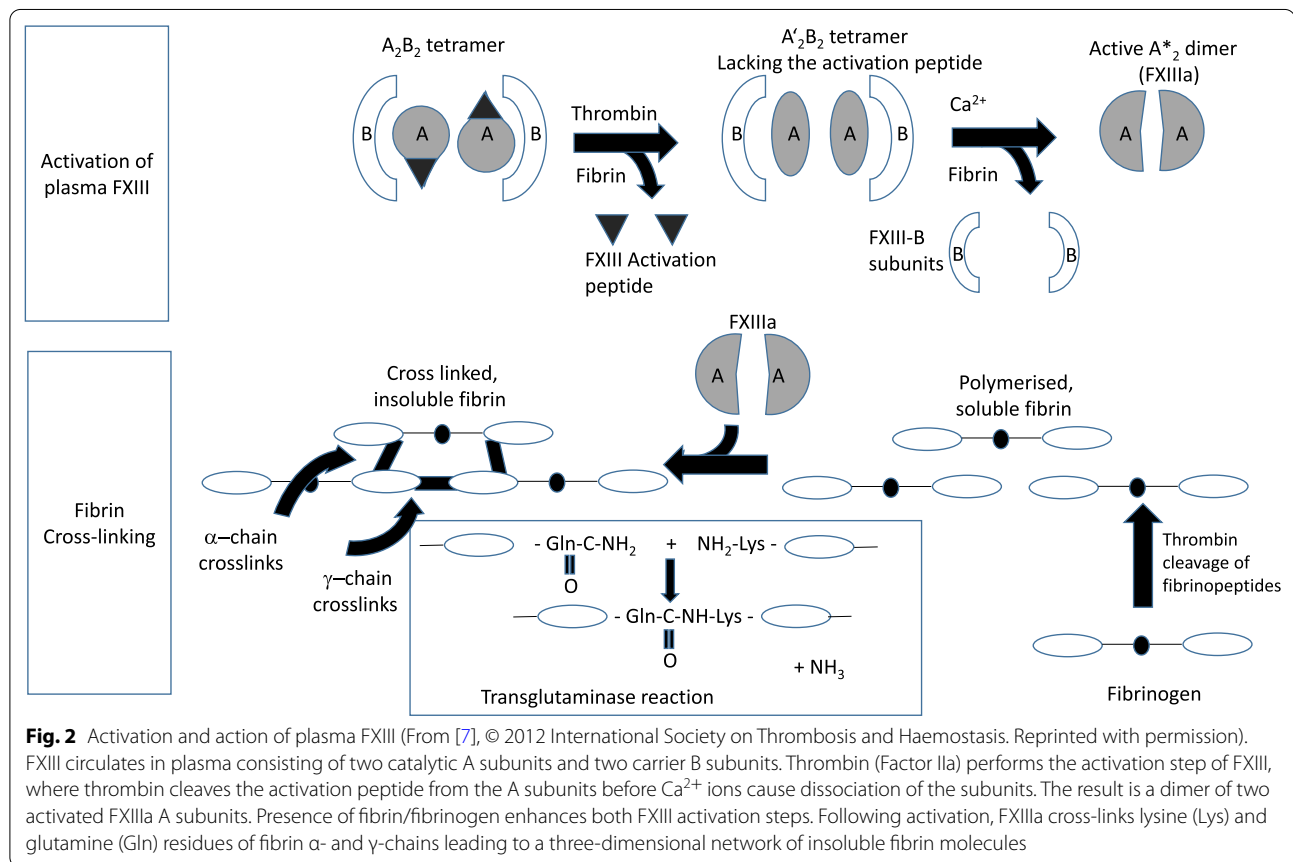 Activation of
plasma FXIII
A₂B₂ tetramer
B
A
A
B
Thrombin
Fibrin
FXIII Activation
peptide
A‘₂B₂ tetramer
Lacking the activation peptide
B
A
A
B
Ca²⁺
Fibrin
FXIII-B
subunits
B
B
Active A*₂ dimer
(FXIIIa)
A
A
Fibrin
Cross-linking
Cross linked,
insoluble fibrin
α–chain
crosslinks
γ–chain
crosslinks
FXIIIa
A
A
Polymerised,
soluble fibrin
Thrombin
cleavage of
fibrinopeptides
Fibrinogen
- Gln-C-NH₂ + NH₂-Lys -
O
- Gln-C-NH-Lys -
O
+ NH₃
Transglutaminase reaction
Fig. 2 Activation and action of plasma FXIII (From [7], © 2012 International Society on Thrombosis and Haemostasis. Reprinted with permission).
FXIII circulates in plasma consisting of two catalytic A subunits and two carrier B subunits. Thrombin (Factor IIa) performs the activation step of FXIII,
where thrombin cleaves the activation peptide from the A subunits before Ca²⁺ ions cause dissociation of the subunits. The result is a dimer of two
activated FXIIIa A subunits. Presence of fibrin/fibrinogen enhances both FXIII activation steps. Following activation, FXIIIa cross-links lysine (Lys) and
glutamine (Gln) residues of fibrin α- and γ-chains leading to a three-dimensional network of insoluble fibrin molecules